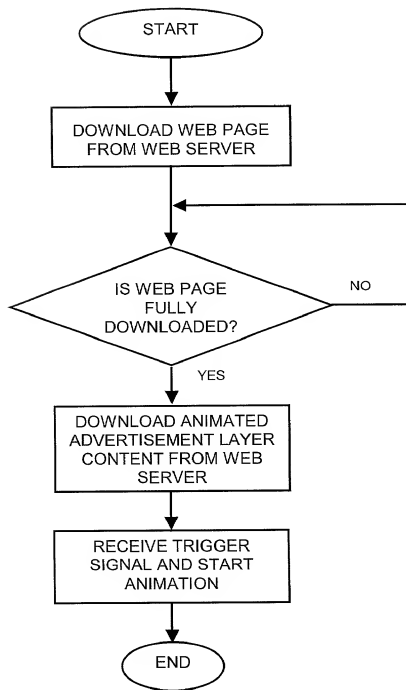 START
DOWNLOAD WEB PAGE
FROM WEB SERVER
IS WEB PAGE
FULLY
DOWNLOADED?
NO
YES
DOWNLOAD ANIMATED
ADVERTISEMENT LAYER
CONTENT FROM WEB
SERVER
RECEIVE TRIGGER
SIGNAL AND START
ANIMATION
END